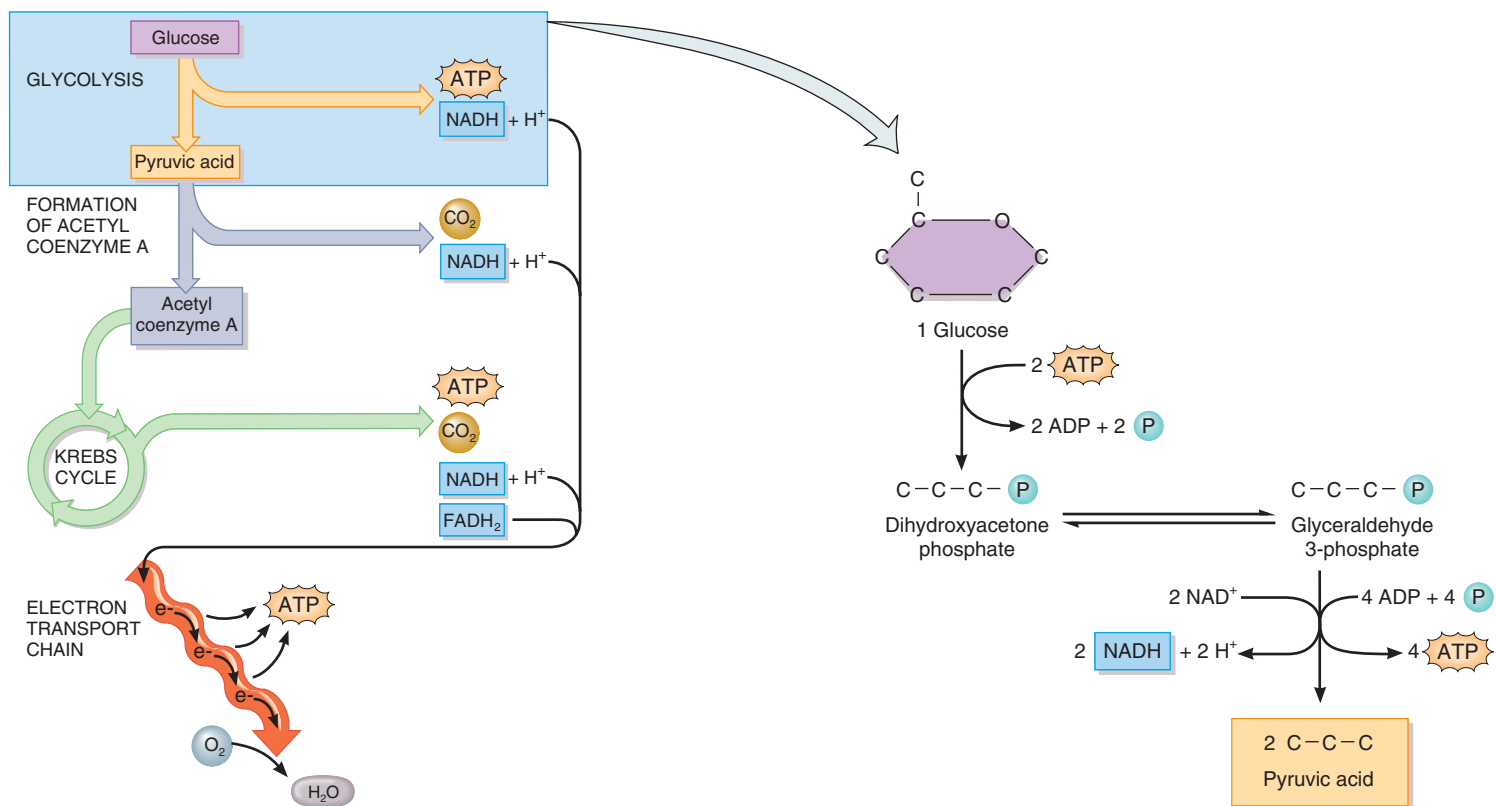 Glucose
GLYCOLYSIS
ATP
NADH + H⁺
Pyruvic acid
FORMATION
OF ACETYL
COENZYME A
CO₂
NADH + H⁺
Acetyl
coenzyme A
ATP
CO₂
KREBS
CYCLE
NADH + H⁺
FADH₂
ELECTRON
TRANSPORT
CHAIN
e-
e-
e-
ATP
O₂
H₂O
C
C O
C C
C C
1 Glucose
2 ATP
2 ADP + 2 P
C–C–C–P
Dihydroxyacetone
phosphate
C–C–C–P
Glyceraldehyde
3-phosphate
2 NAD⁺
4 ADP + 4 P
2 NADH + 2 H⁺
4 ATP
2 C–C–C
Pyruvic acid